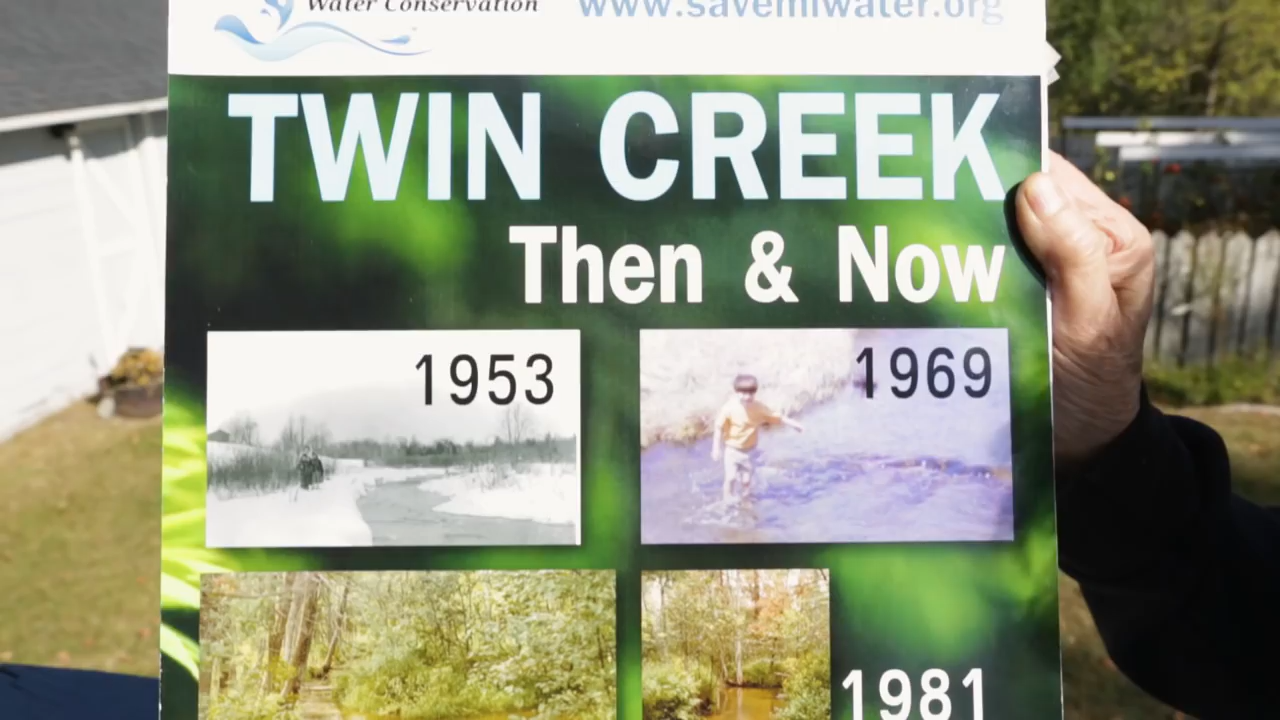 Water Conservation
www.savemiwater.org
TWIN CREEK
Then & Now
1953
1969
1981